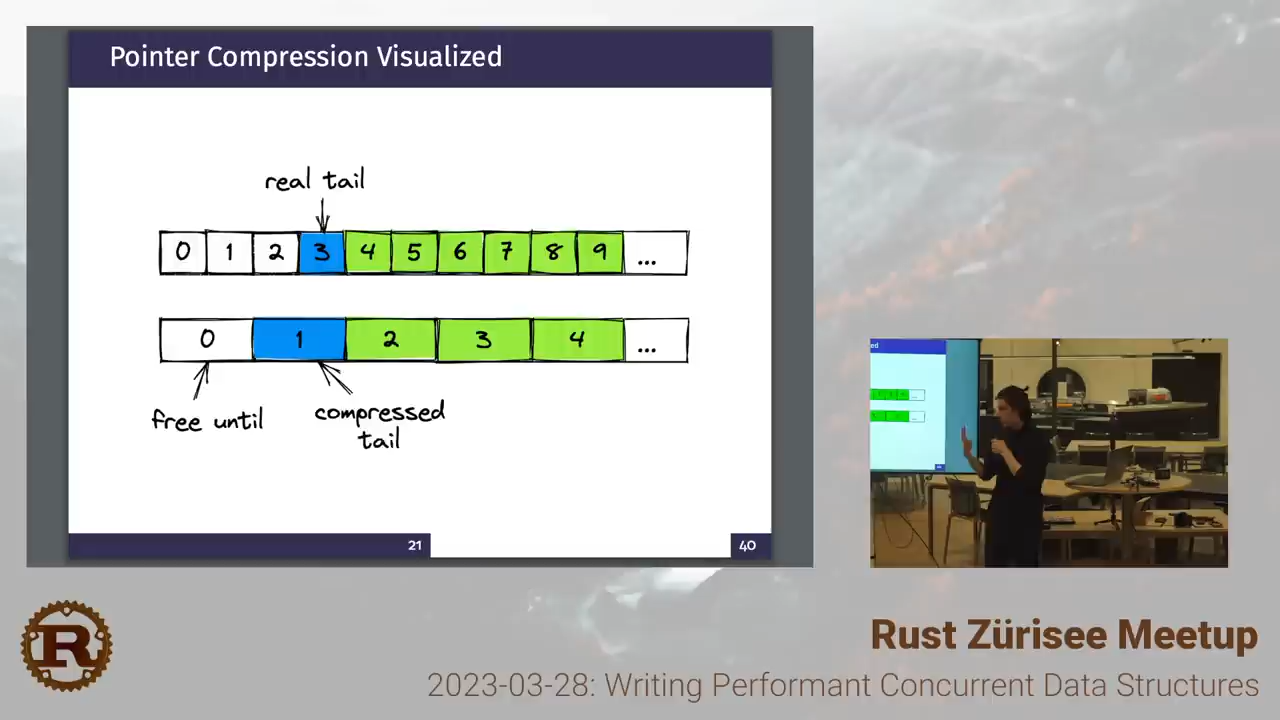 Pointer Compression Visualized
real tail
0 1 2 3 4 5 6 7 8 9 ...
0 1 2 3 4 ...
free until
compressed
tail
21
40
R
Rust Zürisee Meetup
2023-03-28: Writing Performant Concurrent Data Structures